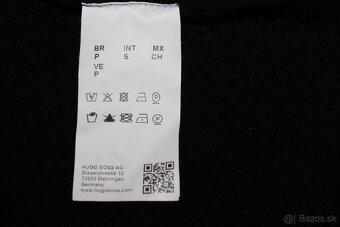 BR INT MX
P S CH
VE
P
HUGO BOSS AG
Dieselstrasse 12
72555 Metzingen
Germany
www.hugoboss.com
Bazos.sk